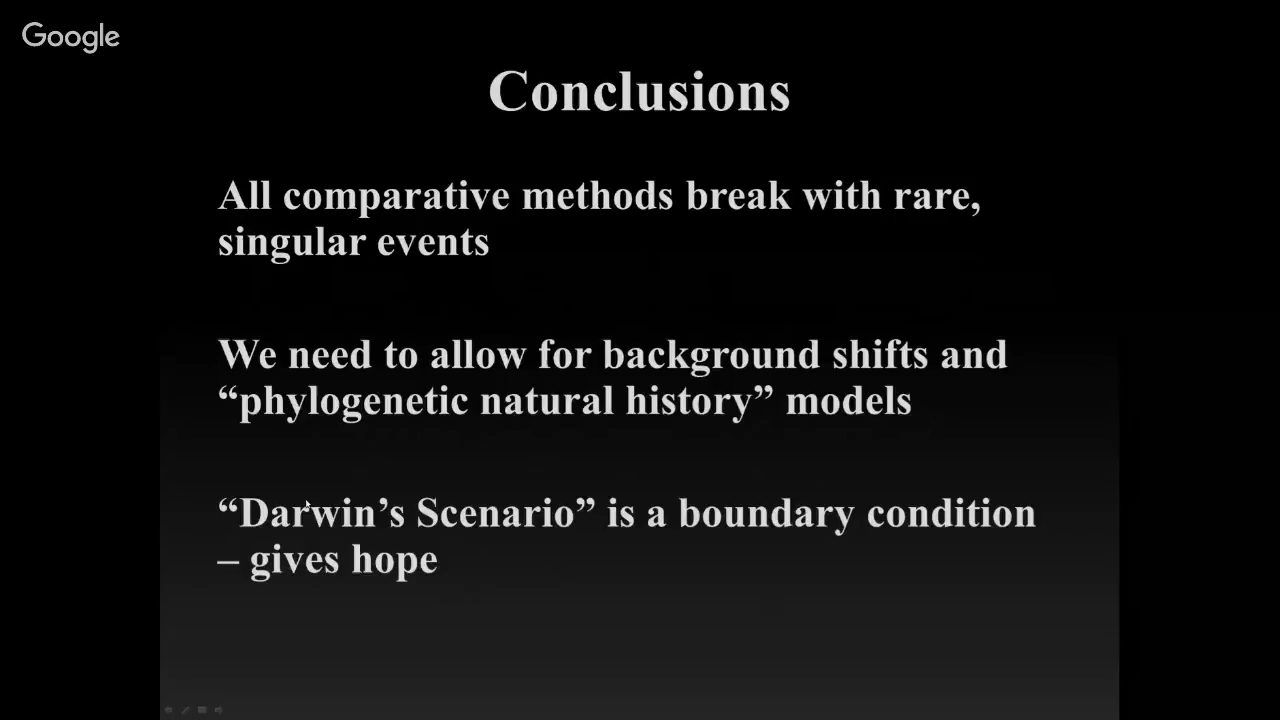 Google
Conclusions
All comparative methods break with rare,
singular events
We need to allow for background shifts and
“phylogenetic natural history” models
“Darwin’s Scenario” is a boundary condition
– gives hope